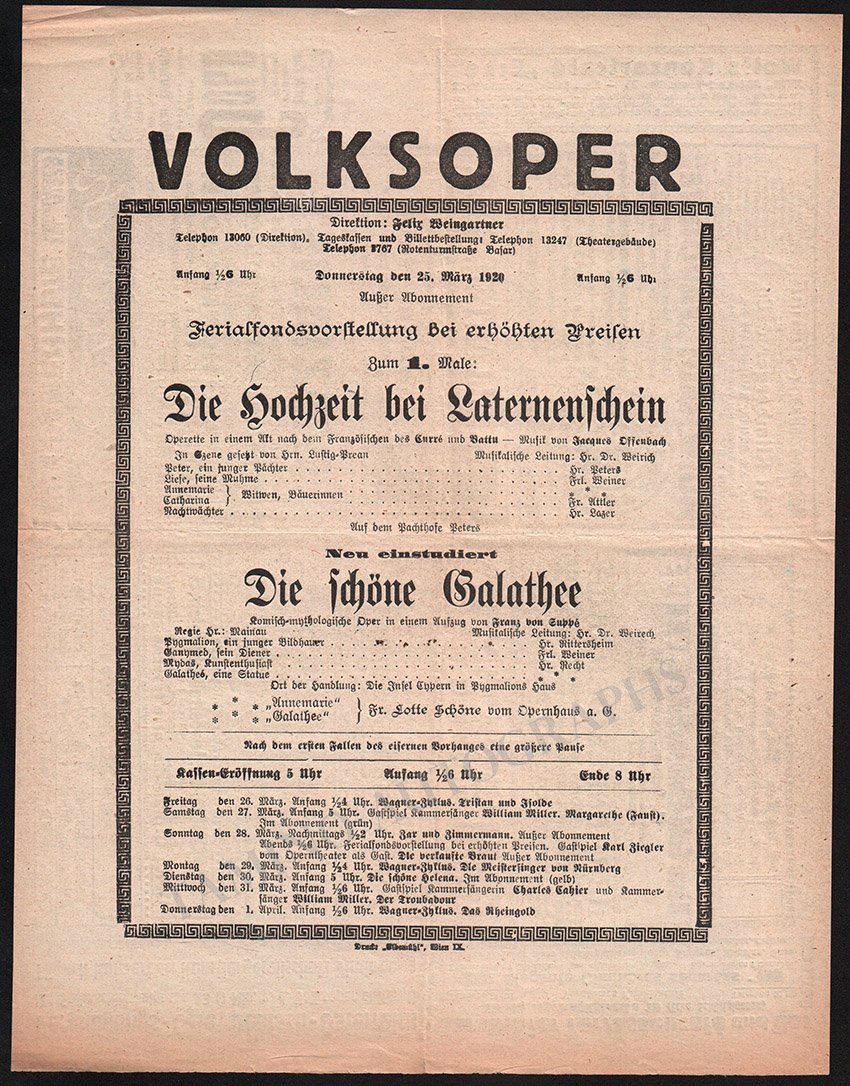 VOLKSOPER
Direktion: Felix Weingartner
Telephon 13060 (Direktion), Tageskassen und Billettbestellung: Telephon 13247 (Theatergebäude)
Telephon 3767 (Rotenturmstraße Basar)
Anfang ½6 Uhr Donnerstag den 25. März 1920 Anfang ½6 Uhr
Außer Abonnement
Ferialfondsvorstellung bei erhöhten Preisen
Zum 1. Male:
Die Hochzeit bei Laternenschein
Operette in einem Akt nach dem Französischen des Carré und Battu — Musik von Jacques Offenbach
In Szene gesetzt von Hrn. Lustig-Prean Musikalische Leitung: Hr. Dr. Weirich
Peter, ein junger Pächter Hr. Peters
Liese, seine Muhme Frl. Weiner
Annemarie } Witwen, Bäuerinnen * * *
Catharina Fr. Attler
Nachtwächter Hr. Lazer
Auf dem Pachthofe Peters
Neu einstudiert
Die schöne Galathee
Komisch-mythologische Oper in einem Aufzug von Franz von Suppé
Regie Hr.: Mainau Musikalische Leitung: Hr. Dr. Weirech
Pygmalion, ein junger Bildhauer Hr. Rittersheim
Ganymed, sein Diener Frl. Weiner
Mydas, Kunstenthusiast Hr. Recht
Galathée, eine Statue * * *
Ort der Handlung: Die Insel Cypern in Pygmalions Haus
* * * „Annemarie“ } Fr. Lotte Schöne vom Opernhaus a. G.
* * * „Galathee“
Nach dem ersten Fallen des eisernen Vorhanges eine größere Pause
Kassen-Eröffnung 5 Uhr Anfang ½6 Uhr Ende 8 Uhr
Freitag den 26. März. Anfang ½4 Uhr. Wagner-Zyklus. Tristan und Isolde
Samstag den 27. März. Anfang 5 Uhr. Gastspiel Kammersänger William Miller. Margarethe (Faust).
Im Abonnement (grün)
Sonntag den 28. März. Nachmittags ½2 Uhr. Zar und Zimmermann. Außer Abonnement
Abends ½6 Uhr. Ferialfondsvorstellung bei erhöhten Preisen. Gastspiel Karl Ziegler
vom Operntheater als Gast. Die verkaufte Braut Außer Abonnement
Montag den 29. März. Anfang ½4 Uhr. Wagner-Zyklus. Die Meistersinger von Nürnberg
Dienstag den 30. März. Anfang 5 Uhr. Die schöne Helena. Im Abonnement (gelb)
Mittwoch den 31. März. Anfang ½6 Uhr. Gastspiel Kammersängerin Charles Cahier und Kammer-
sänger William Miller. Der Troubadour
Donnerstag den 1. April. Anfang ½6 Uhr. Wagner-Zyklus. Das Rheingold
Druck: „Elbemühl“, Wien IX.
AUTOGRAPHS